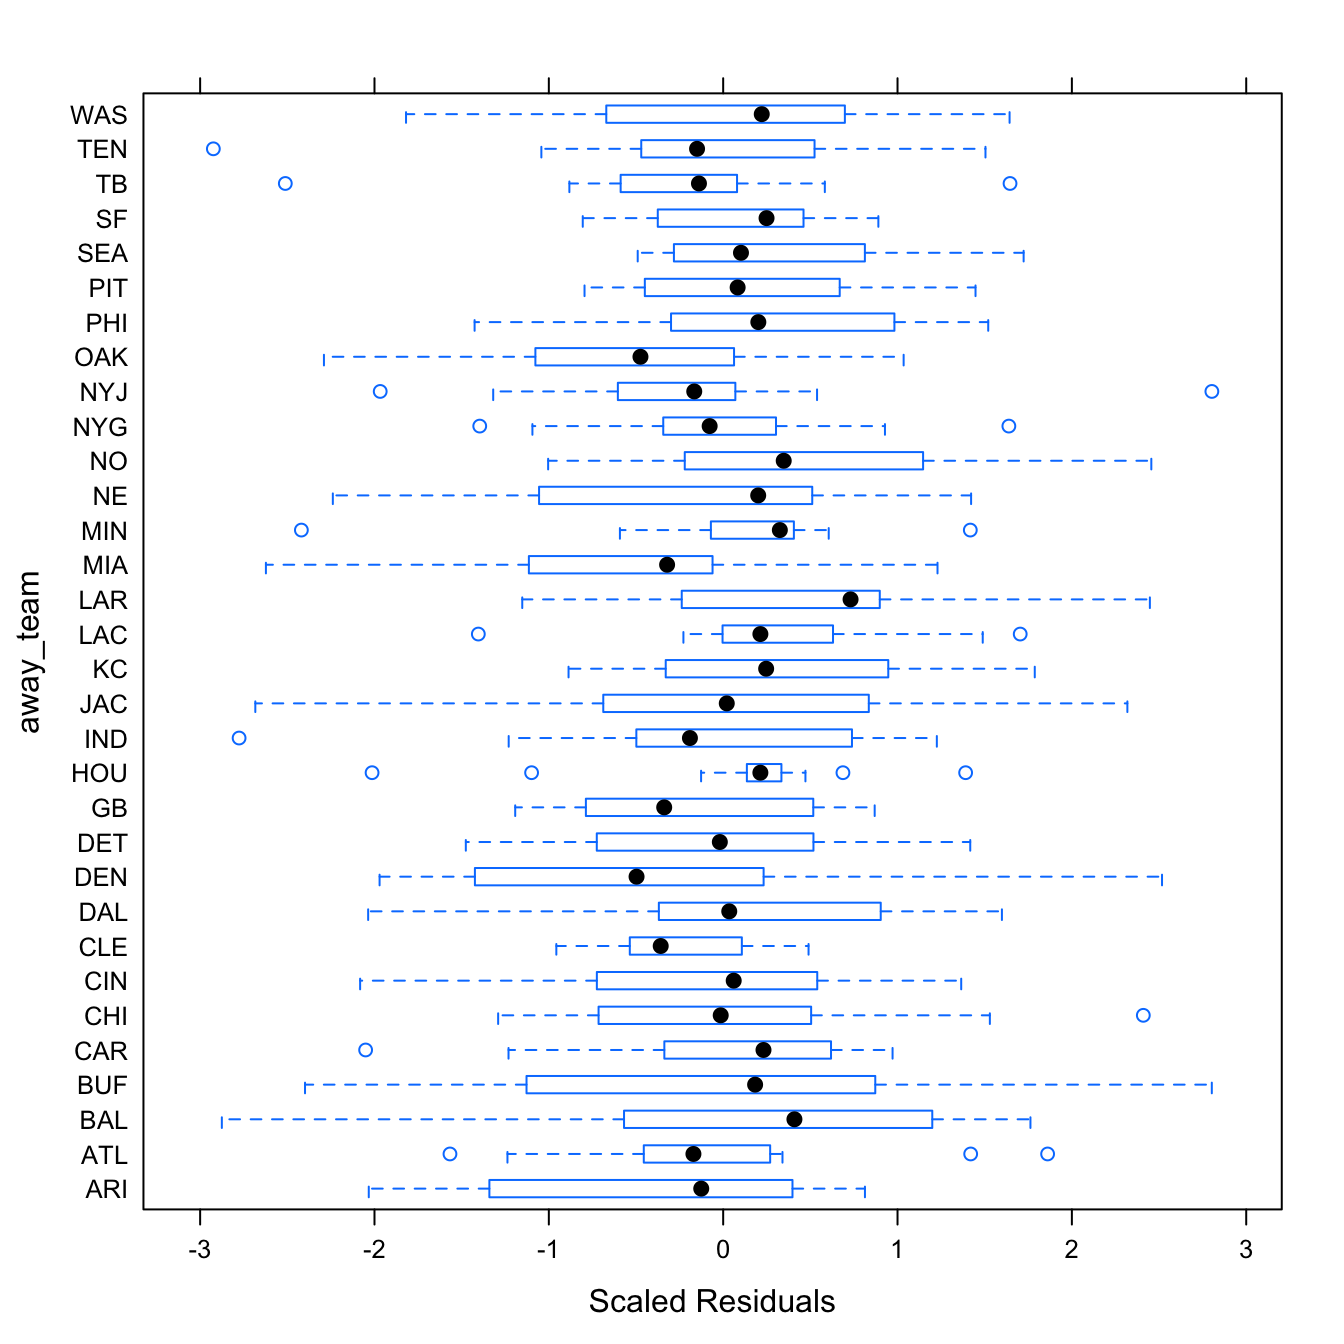 WAS
TEN
TB
SF
SEA
PIT
PHI
OAK
NYJ
NYG
NO
NE
MIN
MIA
LAR
LAC
KC
JAC
IND
HOU
GB
DET
DEN
DAL
CLE
CIN
CHI
CAR
BUF
BAL
ATL
ARI
away_team
-3 -2 -1 0 1 2 3
Scaled Residuals